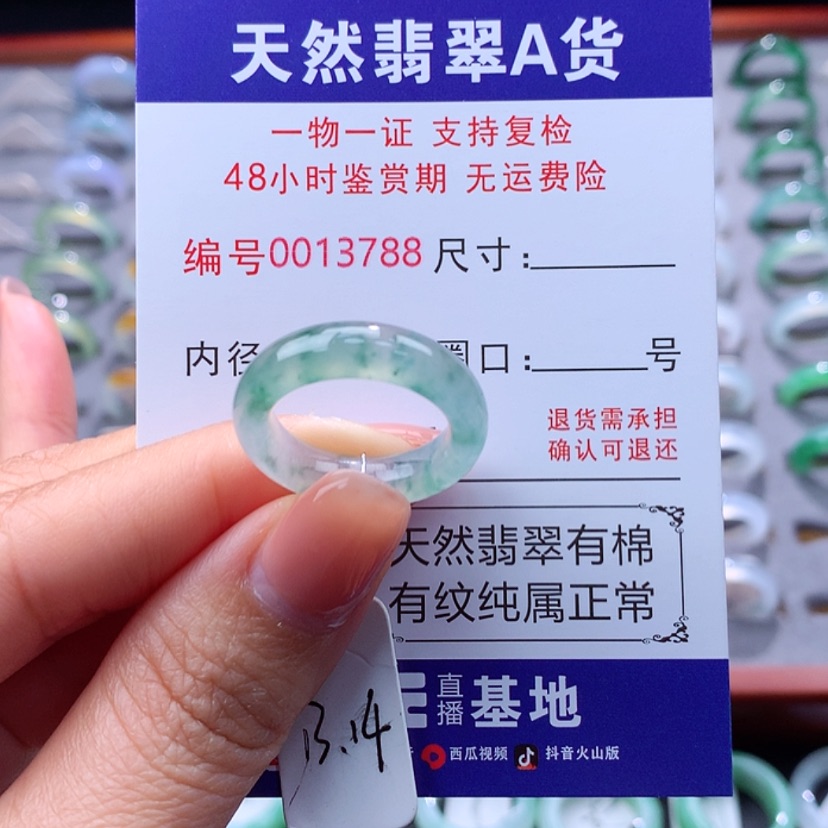 天然翡翠A货
一物一证 支持复检
48小时鉴赏期 无运费险
编号0013788 尺寸:
内径 圈口: 号
退货需承担
确认可退还
天然翡翠有棉
有纹纯属正常
直播基地
西瓜视频 抖音火山版
13.14